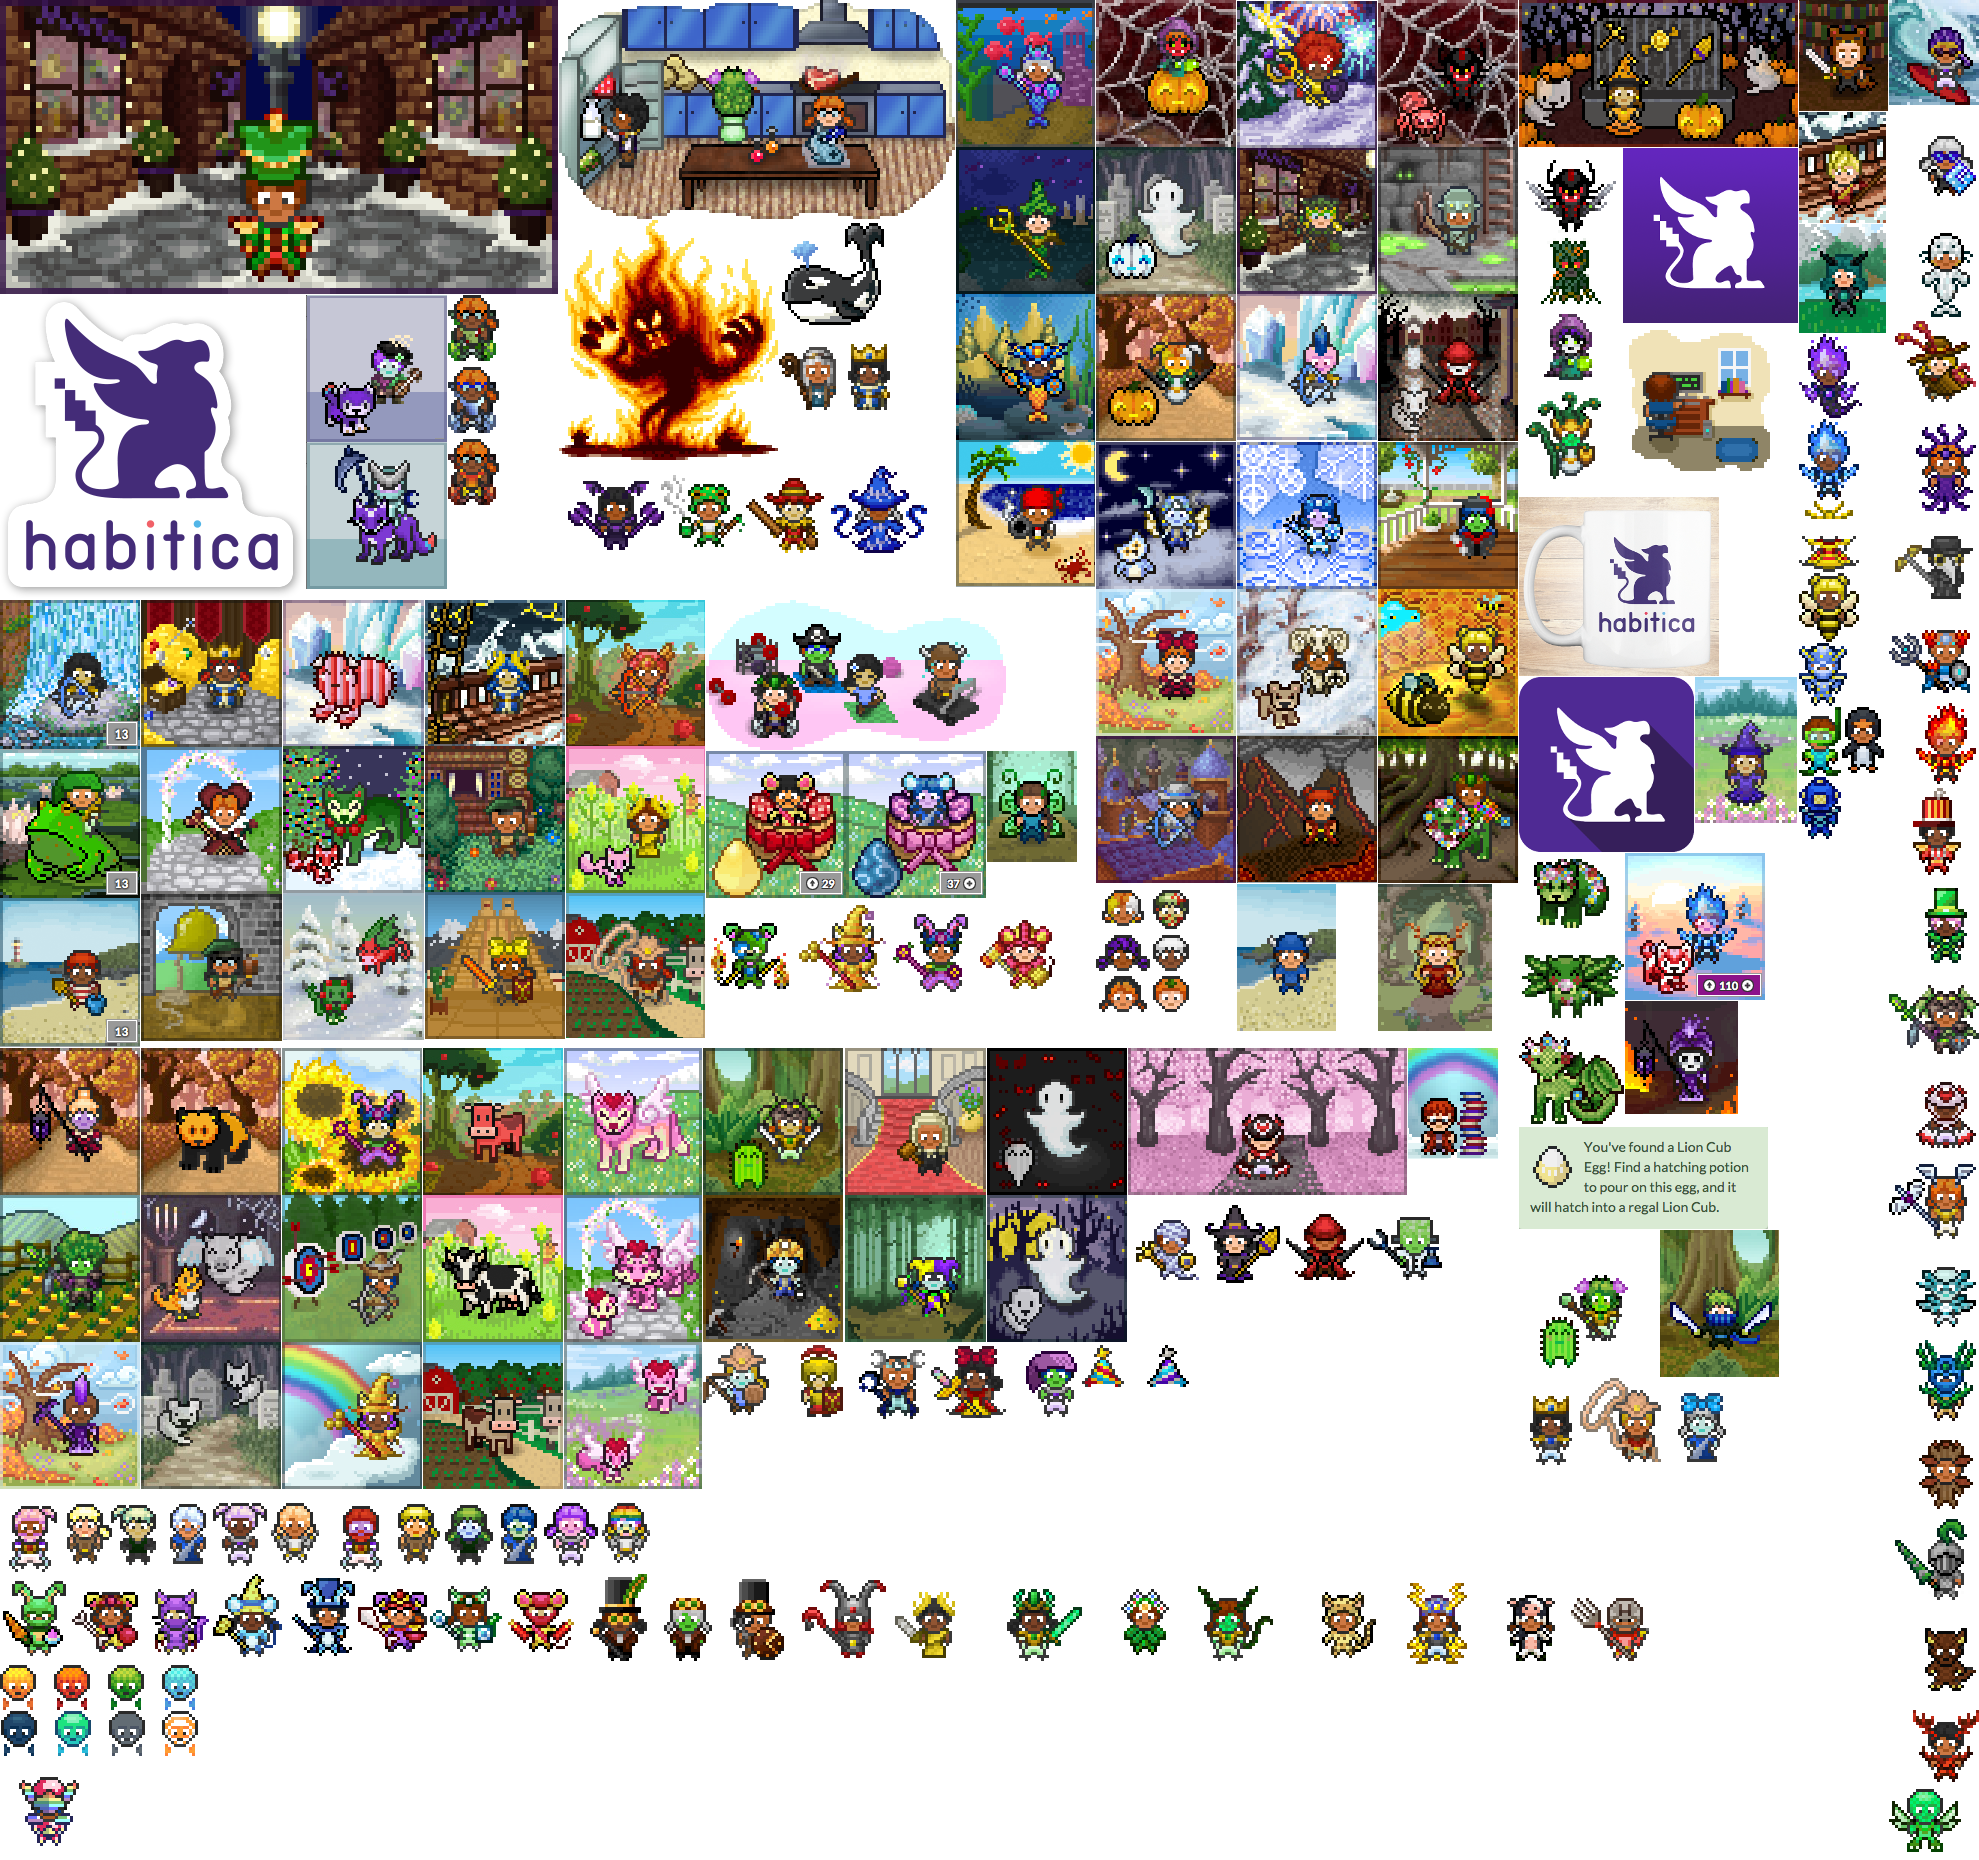 habitica
habitica
13
13
29
37
13
110
You've found a Lion Cub
Egg! Find a hatching potion
to pour on this egg, and it
will hatch into a regal Lion Cub.